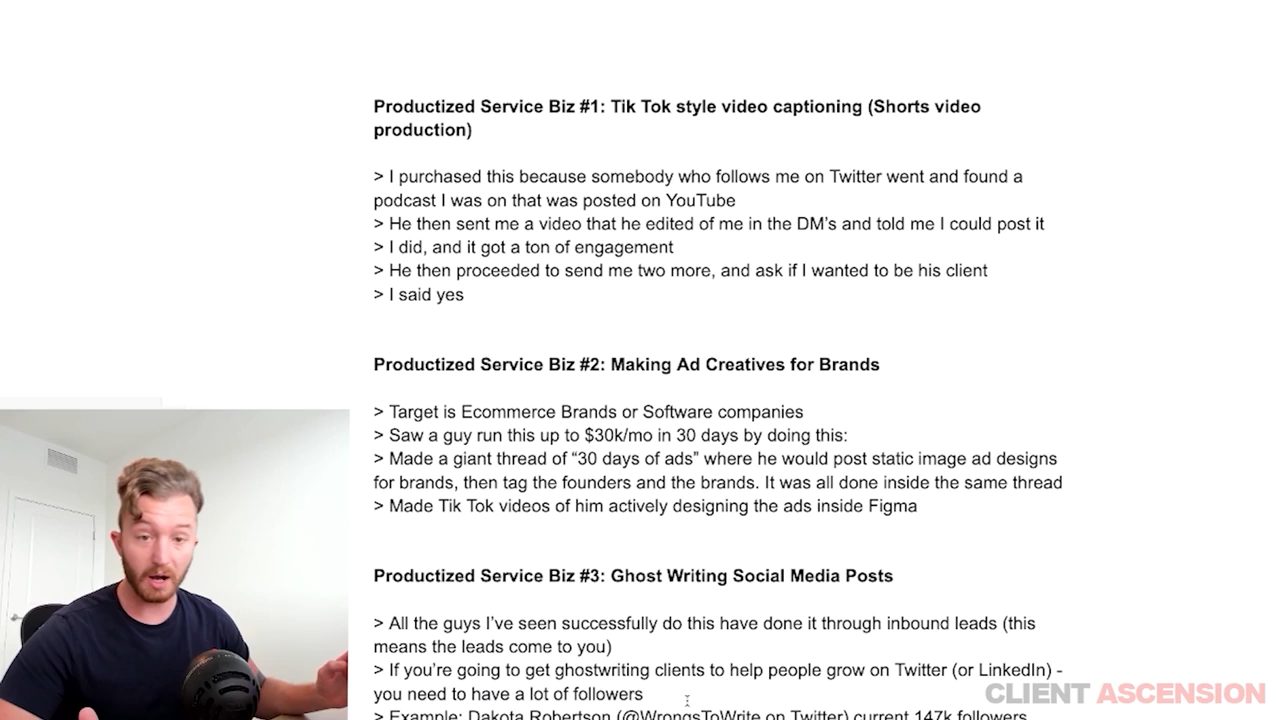 Productized Service Biz #1: Tik Tok style video captioning (Shorts video
production)
> I purchased this because somebody who follows me on Twitter went and found a
podcast I was on that was posted on YouTube
> He then sent me a video that he edited of me in the DM’s and told me I could post it
> I did, and it got a ton of engagement
> He then proceeded to send me two more, and ask if I wanted to be his client
> I said yes
Productized Service Biz #2: Making Ad Creatives for Brands
> Target is Ecommerce Brands or Software companies
> Saw a guy run this up to $30k/mo in 30 days by doing this:
> Made a giant thread of “30 days of ads” where he would post static image ad designs
for brands, then tag the founders and the brands. It was all done inside the same thread
> Made Tik Tok videos of him actively designing the ads inside Figma
Productized Service Biz #3: Ghost Writing Social Media Posts
> All the guys I’ve seen successfully do this have done it through inbound leads (this
means the leads come to you)
> If you’re going to get ghostwriting clients to help people grow on Twitter (or LinkedIn) -
you need to have a lot of followers
> Example: Dakota Robertson (@WrongsToWrite on Twitter) current 147k followers
CLIENT ASCENSION